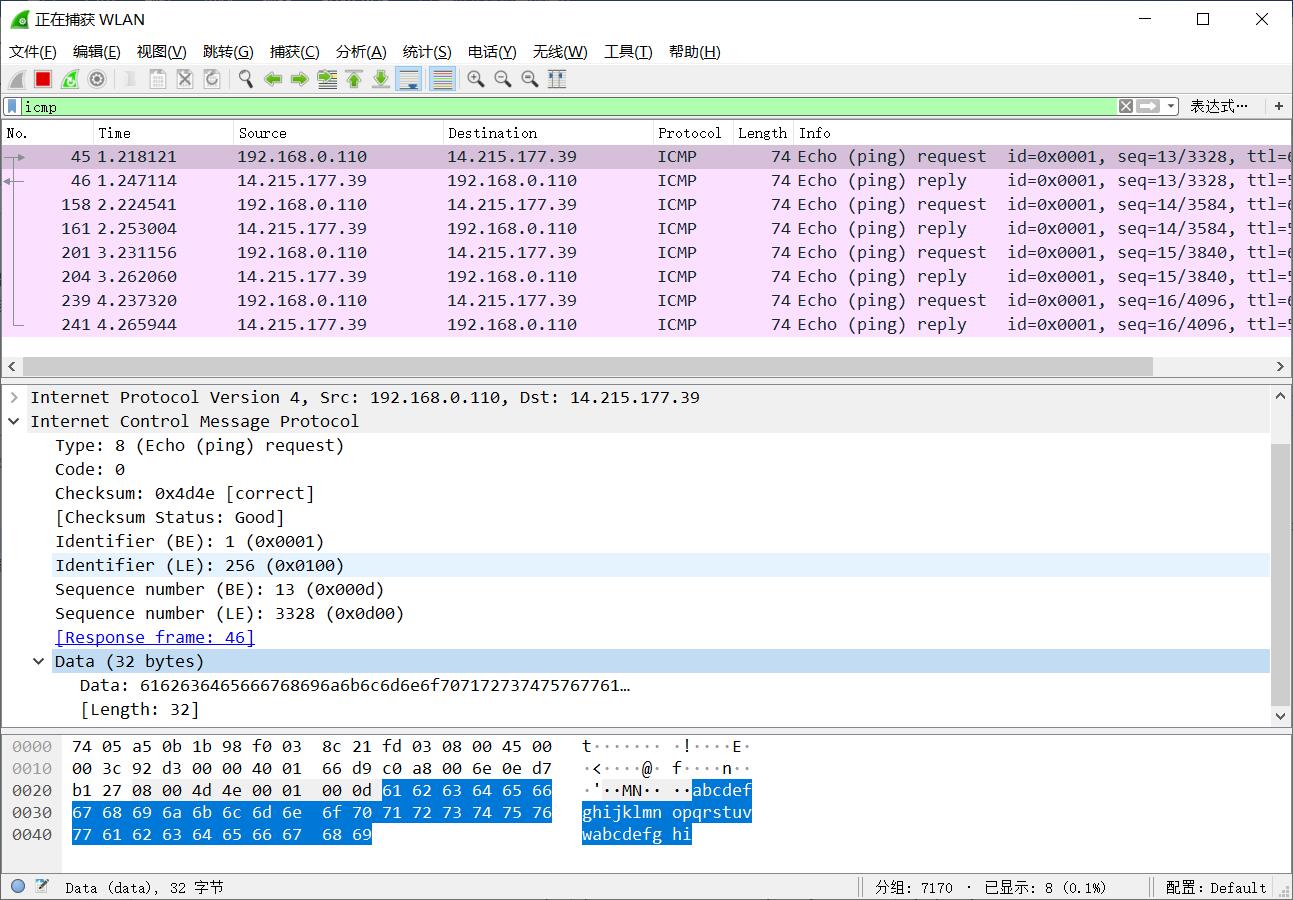 正在捕获 WLAN
文件(F) 编辑(E) 视图(V) 跳转(G) 捕获(C) 分析(A) 统计(S) 电话(Y) 无线(W) 工具(T) 帮助(H)
icmp 表达式… +
No. Time Source Destination Protocol Length Info
45 1.218121 192.168.0.110 14.215.177.39 ICMP 74 Echo (ping) request id=0x0001, seq=13/3328, ttl=6
46 1.247114 14.215.177.39 192.168.0.110 ICMP 74 Echo (ping) reply id=0x0001, seq=13/3328, ttl=5
158 2.224541 192.168.0.110 14.215.177.39 ICMP 74 Echo (ping) request id=0x0001, seq=14/3584, ttl=6
161 2.253004 14.215.177.39 192.168.0.110 ICMP 74 Echo (ping) reply id=0x0001, seq=14/3584, ttl=5
201 3.231156 192.168.0.110 14.215.177.39 ICMP 74 Echo (ping) request id=0x0001, seq=15/3840, ttl=6
204 3.262060 14.215.177.39 192.168.0.110 ICMP 74 Echo (ping) reply id=0x0001, seq=15/3840, ttl=5
239 4.237320 192.168.0.110 14.215.177.39 ICMP 74 Echo (ping) request id=0x0001, seq=16/4096, ttl=6
241 4.265944 14.215.177.39 192.168.0.110 ICMP 74 Echo (ping) reply id=0x0001, seq=16/4096, ttl=5
Internet Protocol Version 4, Src: 192.168.0.110, Dst: 14.215.177.39
Internet Control Message Protocol
Type: 8 (Echo (ping) request)
Code: 0
Checksum: 0x4d4e [correct]
[Checksum Status: Good]
Identifier (BE): 1 (0x0001)
Identifier (LE): 256 (0x0100)
Sequence number (BE): 13 (0x000d)
Sequence number (LE): 3328 (0x0d00)
[Response frame: 46]
Data (32 bytes)
Data: 6162636465666768696a6b6c6d6e6f707172737475767761…
[Length: 32]
0000 74 05 a5 0b 1b 98 f0 03 8c 21 fd 03 08 00 45 00 t······· ·!····E·
0010 00 3c 92 d3 00 00 40 01 66 d9 c0 a8 00 6e 0e d7 ·<····@· f····n··
0020 b1 27 08 00 4d 4e 00 01 00 0d 61 62 63 64 65 66 ·'··MN·· ··abcdef
0030 67 68 69 6a 6b 6c 6d 6e 6f 70 71 72 73 74 75 76 ghijklmn opqrstuv
0040 77 61 62 63 64 65 66 67 68 69 wabcdefg hi
Data (data), 32 字节 分组: 7170 · 已显示: 8 (0.1%) 配置: Default